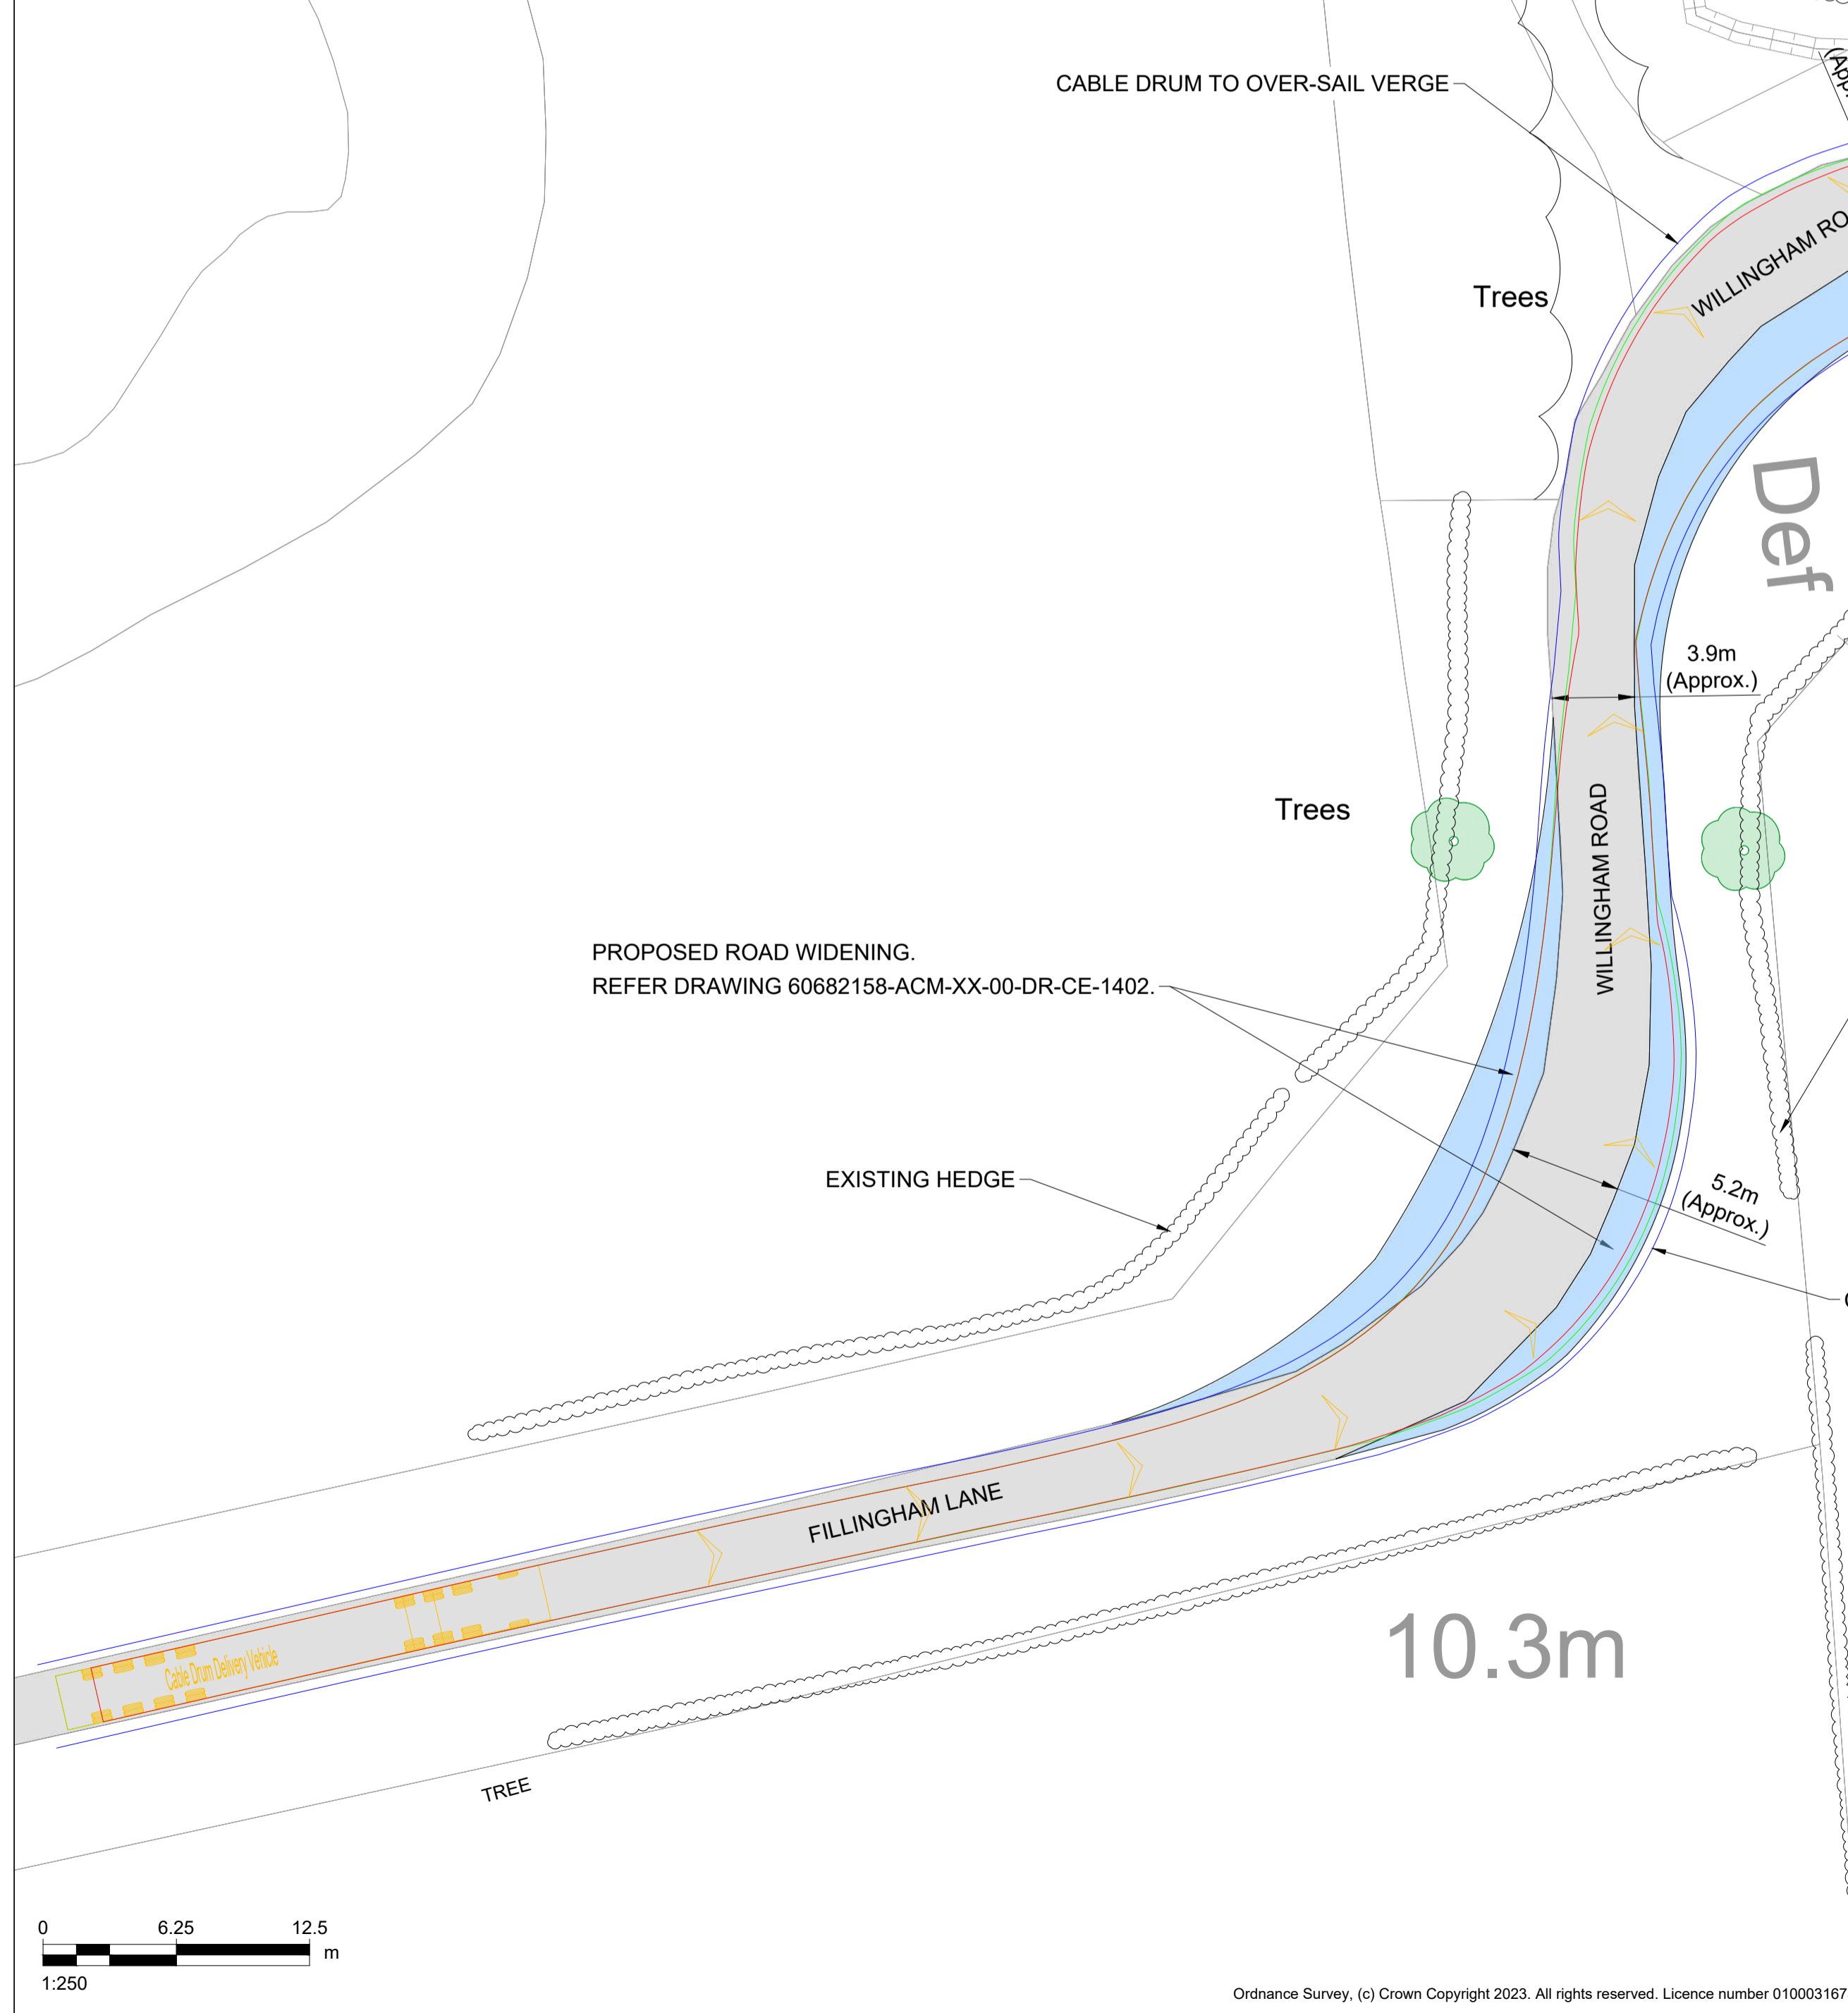 CABLE DRUM TO OVER-SAIL VERGE
WILLINGHAM
Trees
Def
3.9m
(Approx.)
Trees
WILLINGHAM ROAD
PROPOSED ROAD WIDENING.
REFER DRAWING 60682158-ACM-XX-00-DR-CE-1402.
EXISTING HEDGE
5.2m
(Approx.)
FILLINGHAM LANE
10.3m
Cable Drum Delivery Vehicle
TREE
0 6.25 12.5
m
1:250
Ordnance Survey, (c) Crown Copyright 2023. All rights reserved. Licence number 010003167